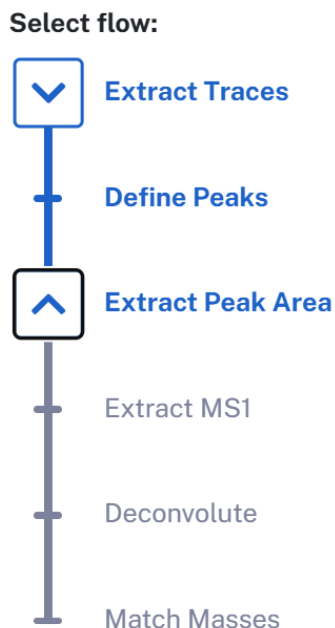 Select flow:
Extract Traces
Define Peaks
Extract Peak Area
Extract MS1
Deconvolute
Match Masses